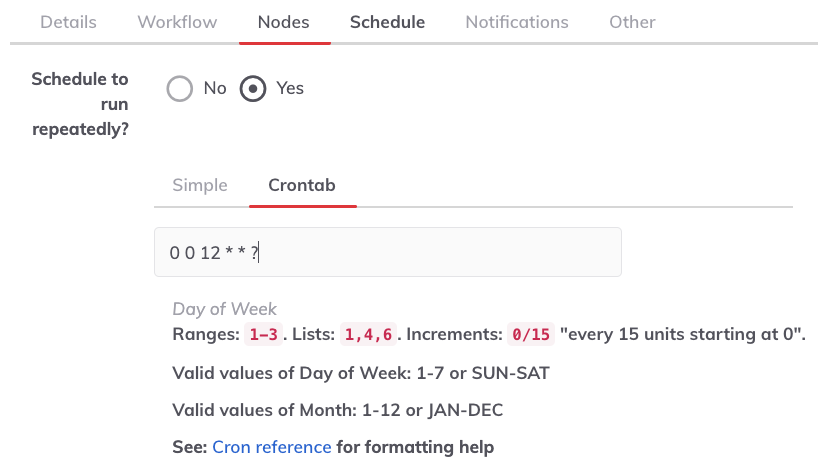 Details Workflow Nodes Schedule Notifications Other
Schedule to
run
repeatedly?
No Yes
Simple Crontab
0 0 12 * * ?
Day of Week
Ranges: 1-3. Lists: 1,4,6. Increments: 0/15 "every 15 units starting at 0".
Valid values of Day of Week: 1-7 or SUN-SAT
Valid values of Month: 1-12 or JAN-DEC
See: Cron reference for formatting help